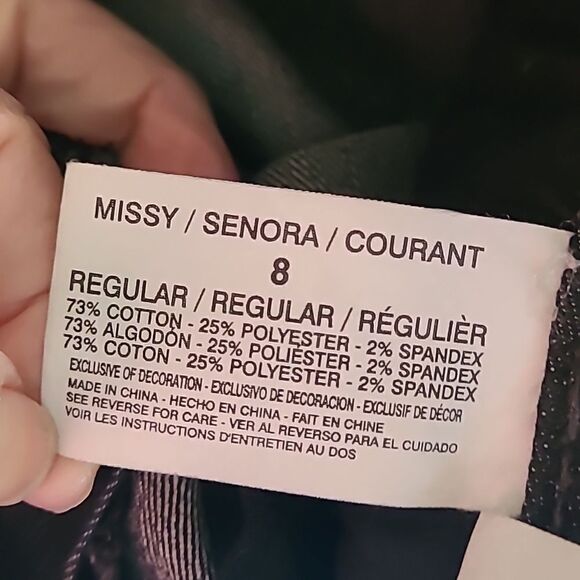 MISSY / SENORA / COURANT
8
REGULAR / REGULAR / RÉGULIÈR
73% COTTON - 25% POLYESTER - 2% SPANDEX
73% ALGODÓN - 25% POLIÉSTER - 2% SPANDEX
73% COTON - 25% POLYESTER - 2% SPANDEX
EXCLUSIVE OF DECORATION - EXCLUSIVO DE DECORACION - EXCLUSIF DE DÉCOR
MADE IN CHINA - HECHO EN CHINA - FAIT EN CHINE
SEE REVERSE FOR CARE - VER AL REVERSO PARA EL CUIDADO
VOIR LES INSTRUCTIONS D'ENTRETIEN AU DOS